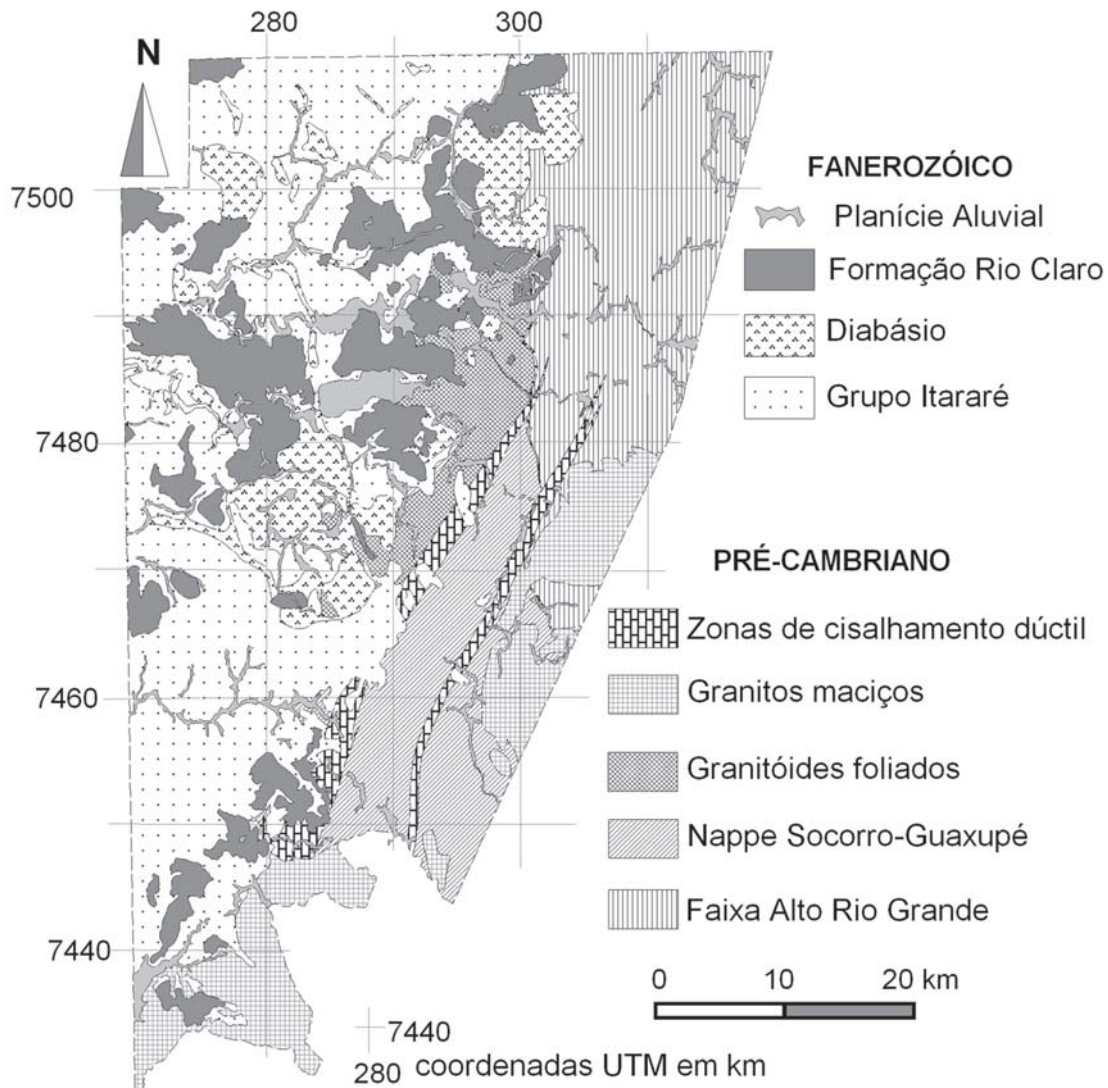 280
300
N
7500
7480
7460
7440
FANEROZÓICO
Planície Aluvial
Formação Rio Claro
Diabásio
Grupo Itararé
PRÉ-CAMBRIANO
Zonas de cisalhamento dúctil
Granitos maciços
Granitóides foliados
Nappe Socorro-Guaxupé
Faixa Alto Rio Grande
0 10 20 km
7440
280 coordenadas UTM em km